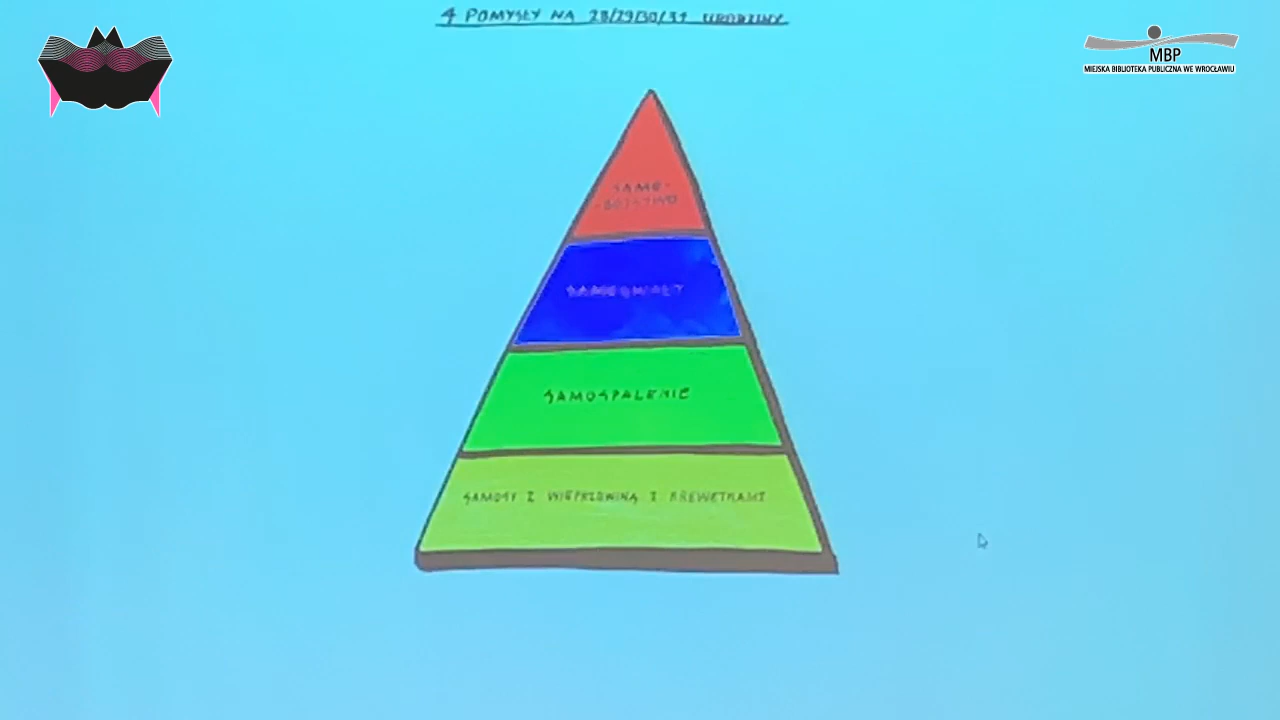 4 POMYSŁY NA 28/29/30/31 URODZINY
MBP
MIEJSKA BIBLIOTEKA PUBLICZNA WE WROCŁAWIU
SAMO-
-BÓJSTWO
SAMOSPALENIE
SAMOSY Z WIEPRZOWINĄ I KREWETKAMI